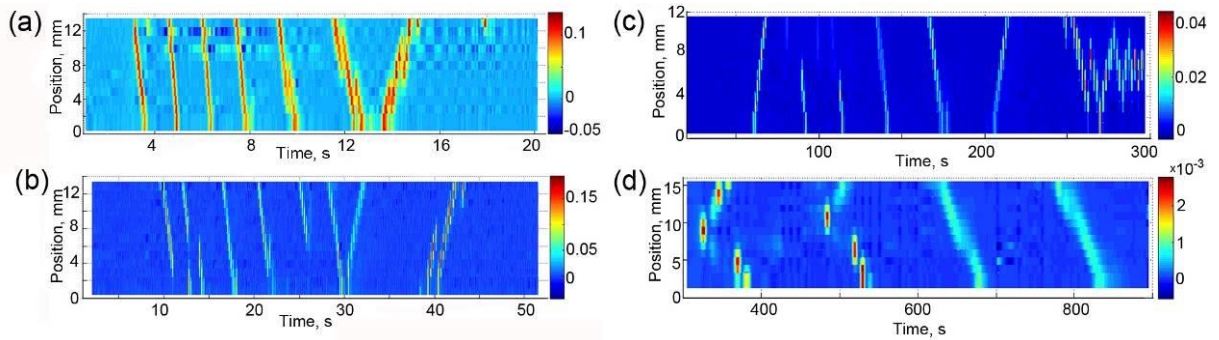 (a)
Position, mm
12
8
4
0
4 8 12 16 20
Time, s
0.1
0
-0.05
(b)
Position, mm
12
8
4
0
10 20 30 40 50
Time, s
0.15
0.05
0
(c)
Position, mm
12
8
4
0
100 200 300
Time, s
0.04
0.02
0
(d)
Position, mm
15
10
5
0
400 600 800
Time, s
x10⁻³
2
1
0